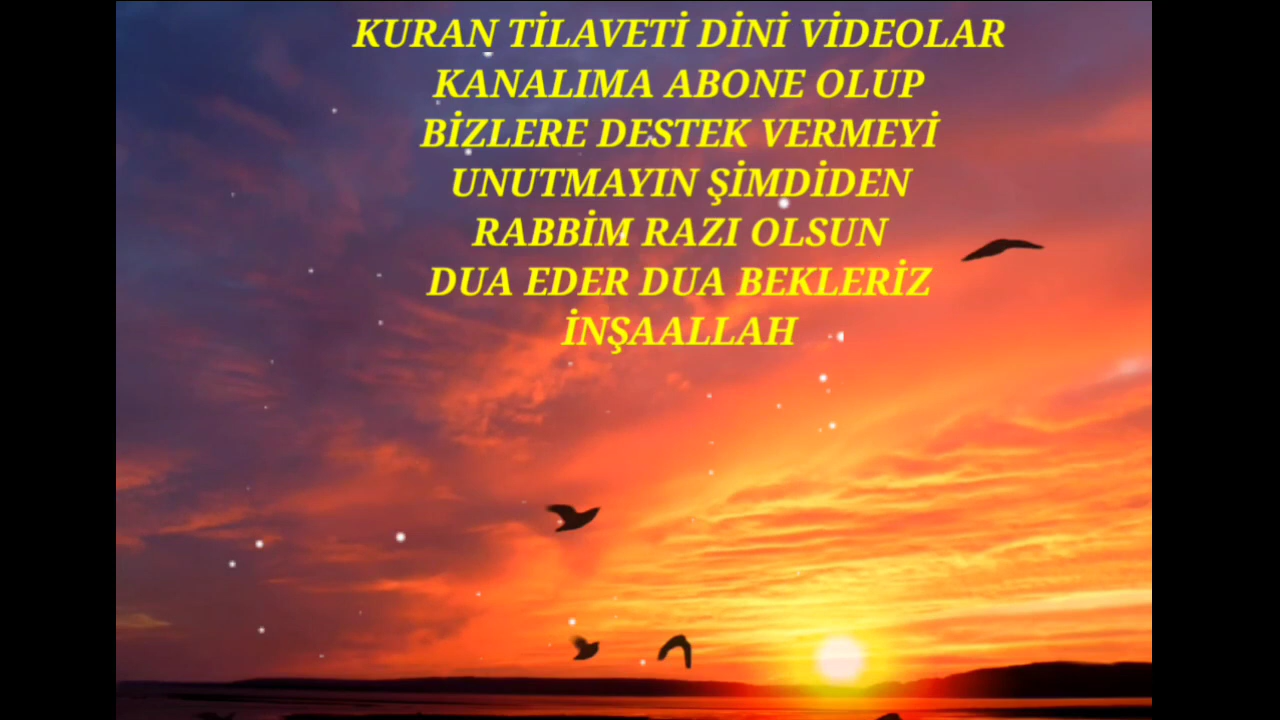 KURAN TİLAVETİ DİNİ VİDEOLAR
KANALIMA ABONE OLUP
BİZLERE DESTEK VERMEYİ
UNUTMAYIN ŞİMDİDEN
RABBİM RAZI OLSUN
DUA EDER DUA BEKLERİZ
İNŞAALLAH